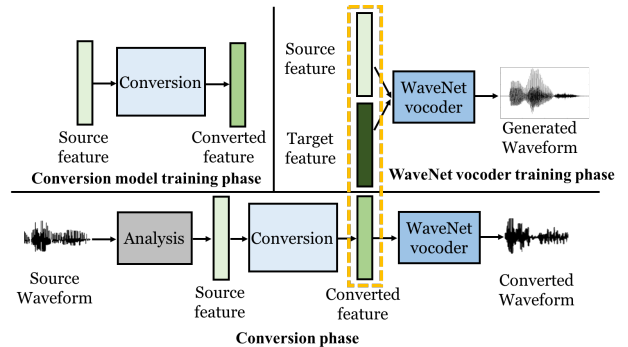 Conversion
Source
feature
Converted
feature
Conversion model training phase
Source
feature
Target
feature
WaveNet
vocoder
Generated
Waveform
WaveNet vocoder training phase
Source
Waveform
Analysis
Source
feature
Conversion
Converted
feature
WaveNet
vocoder
Converted
Waveform
Conversion phase